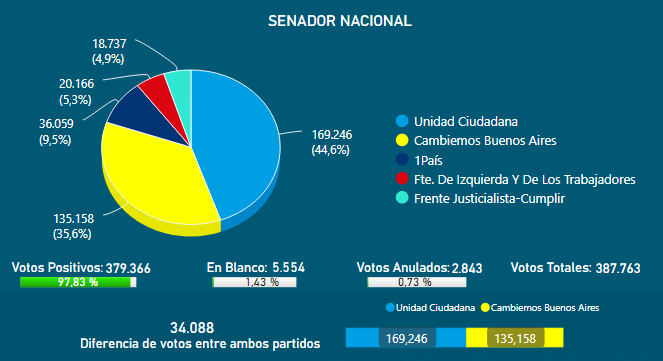 SENADOR NACIONAL
18.737
(4,9%)
20.166
(5,3%)
36.059
(9,5%)
169.246
(44,6%)
135.158
(35,6%)
Unidad Ciudadana
Cambiemos Buenos Aires
1País
Fte. De Izquierda Y De Los Trabajadores
Frente Justicialista-Cumplir
Votos Positivos: 379.366
97,83 %
En Blanco: 5.554
1,43 %
Votos Anulados: 2.843
0,73 %
Votos Totales: 387.763
Unidad Ciudadana Cambiemos Buenos Aires
34.088
Diferencia de votos entre ambos partidos
169,246 135,158